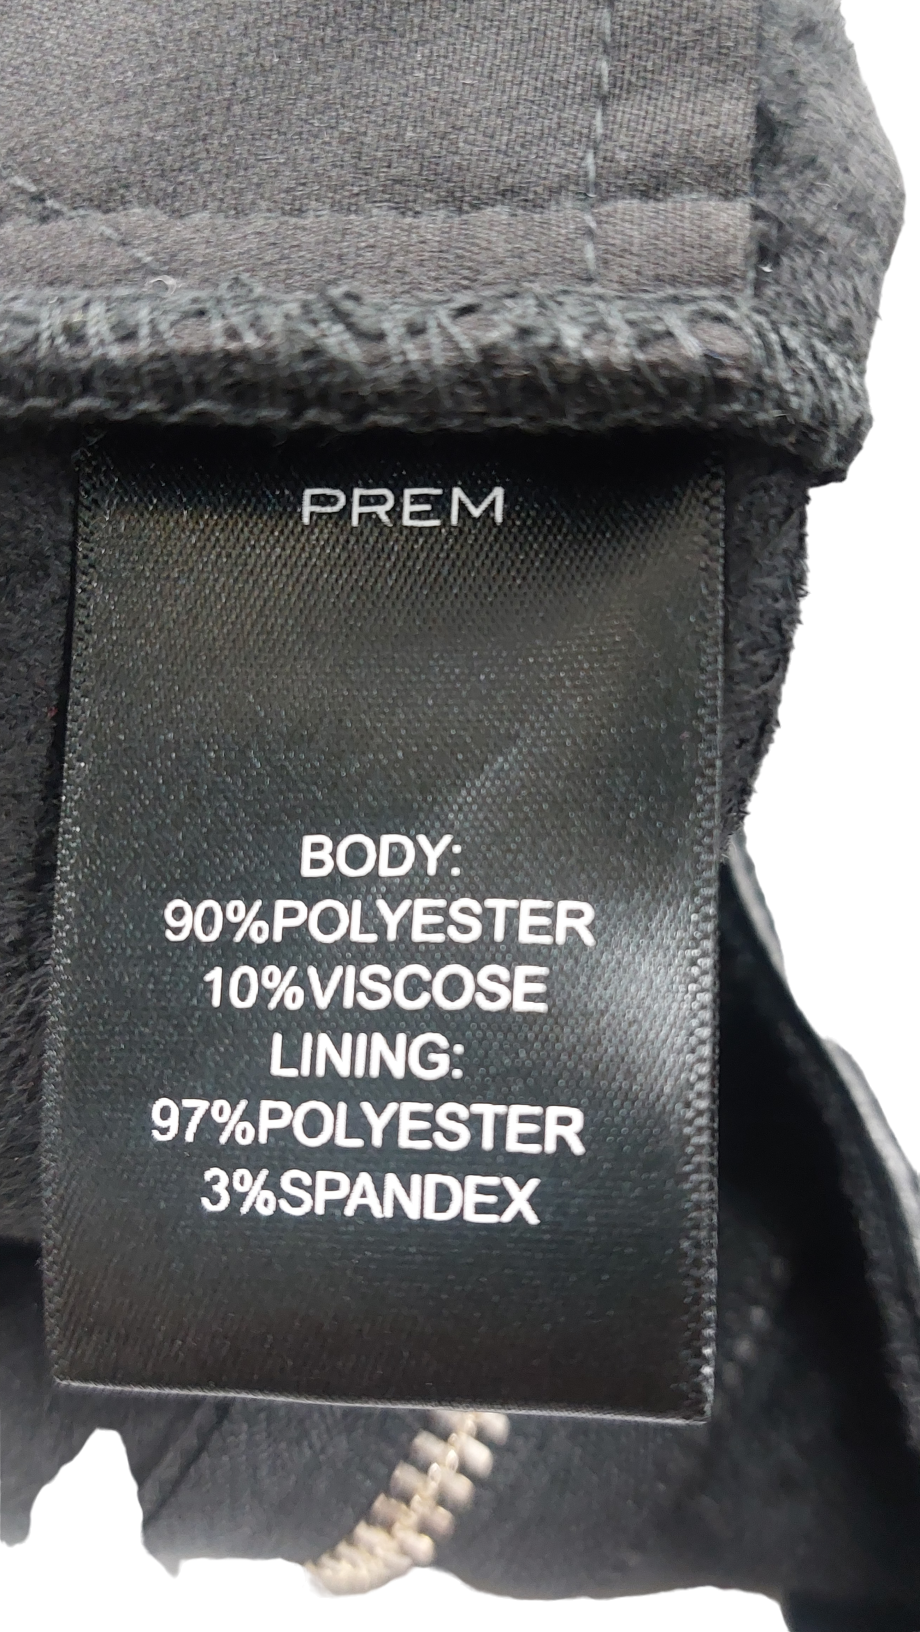 PREM
BODY:
90%POLYESTER
10%VISCOSE
LINING:
97%POLYESTER
3%SPANDEX